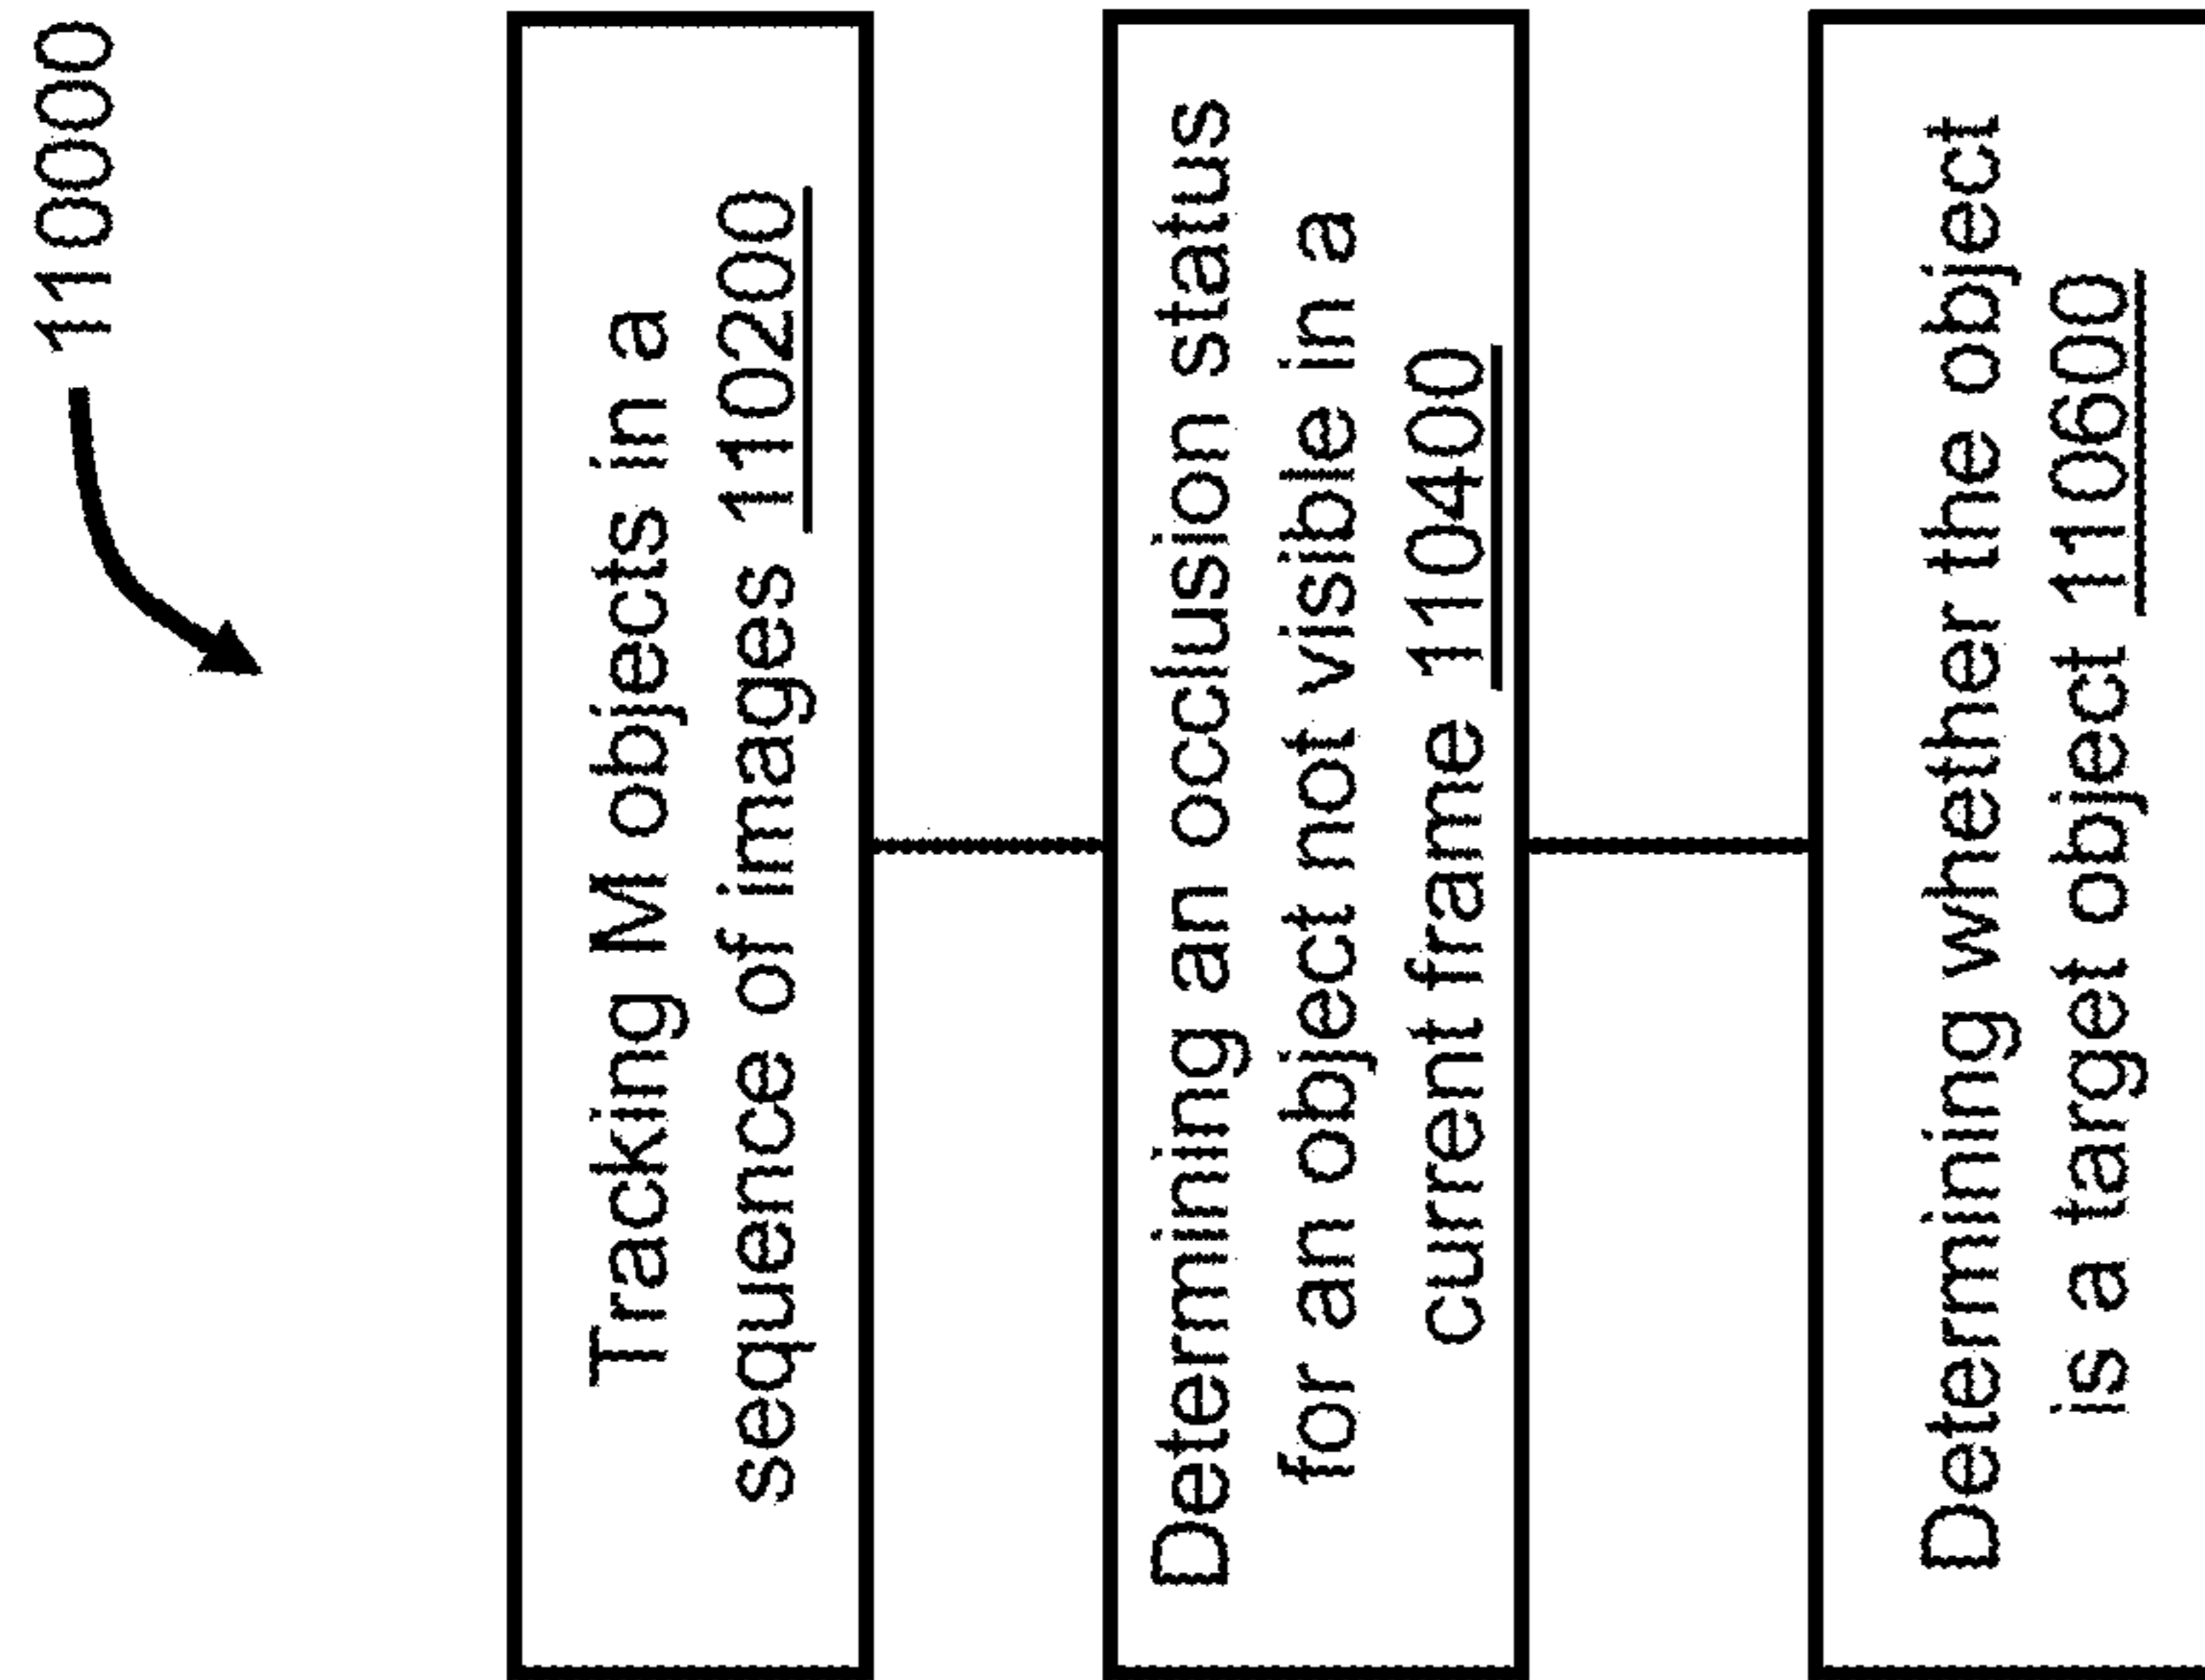 11000
Tracking M objects in a
sequence of images 110200
Determining an occlusion status
for an object not visible in a
current frame 110400
Determining whether the object
is a target object 110600